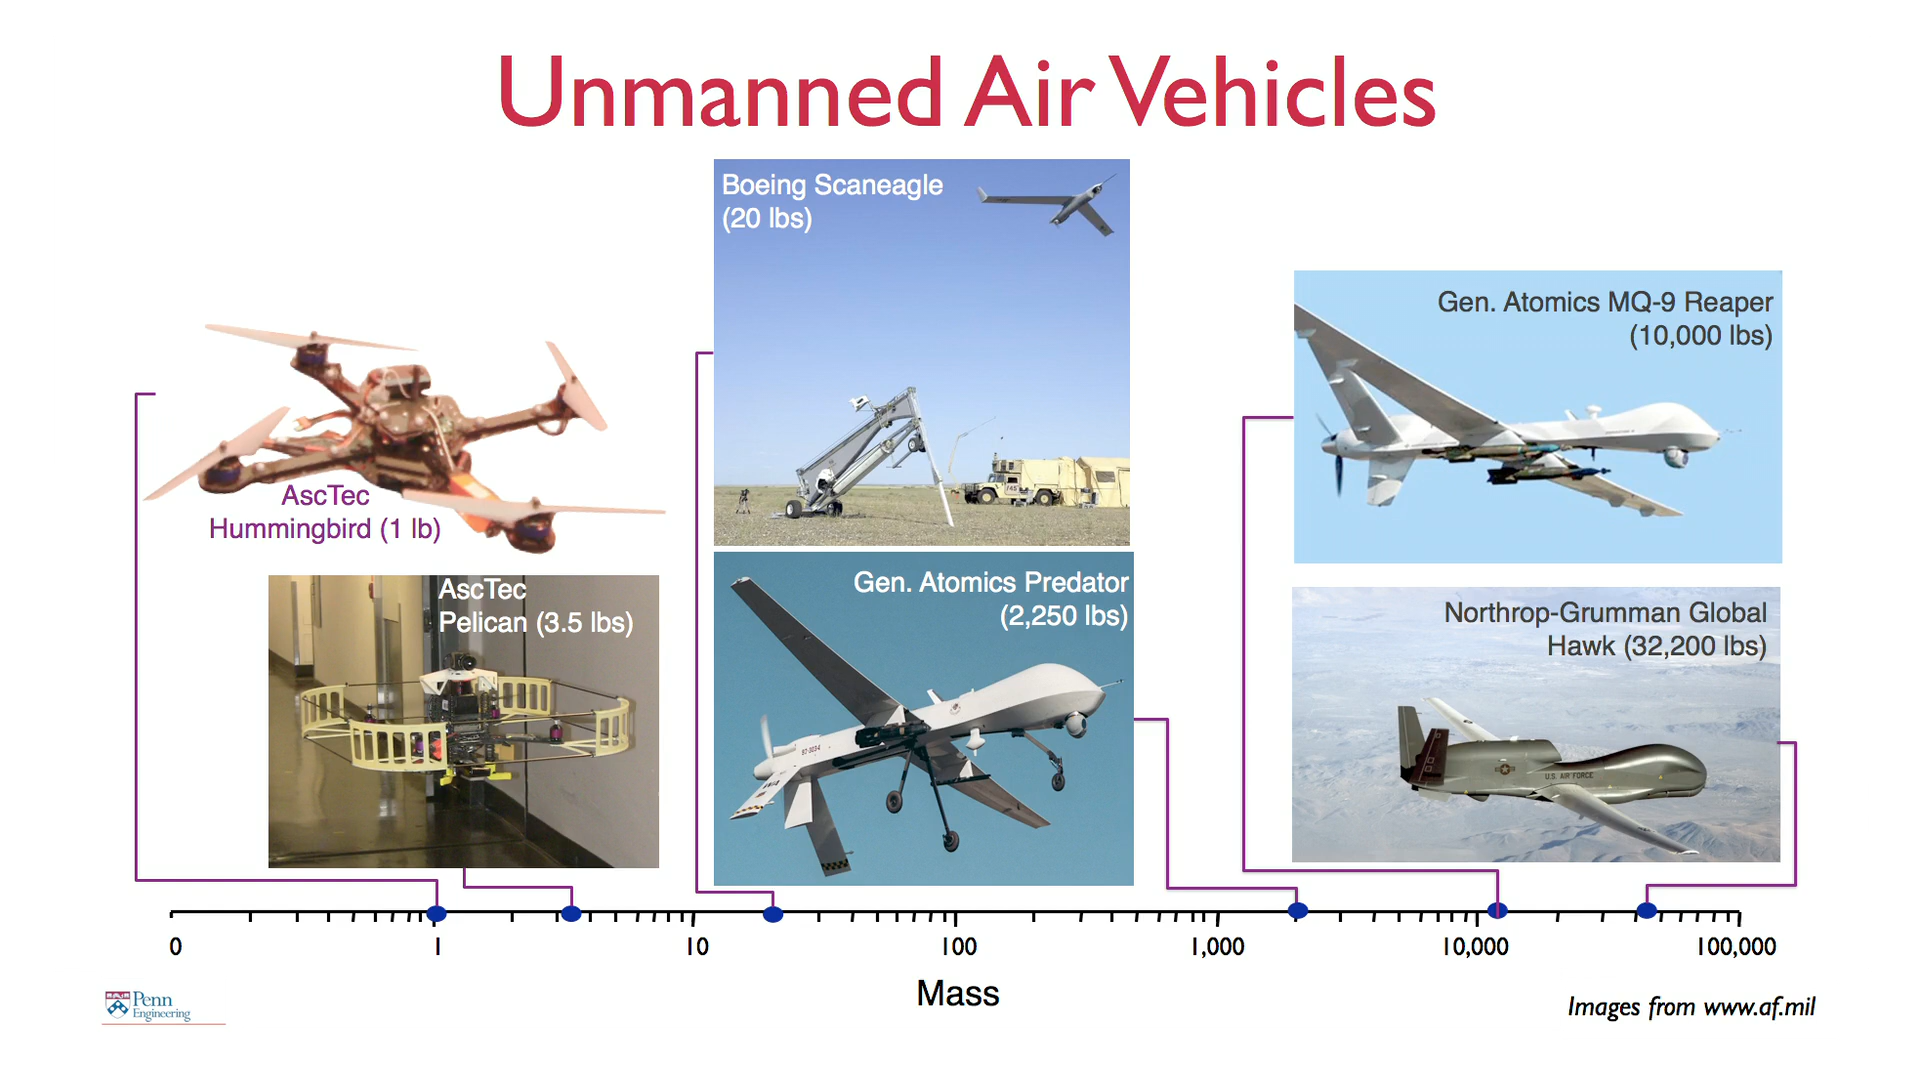 Unmanned Air Vehicles
Boeing Scaneagle
(20 lbs)
Gen. Atomics MQ-9 Reaper
(10,000 lbs)
AscTec
Hummingbird (1 lb)
AscTec
Pelican (3.5 lbs)
Gen. Atomics Predator
(2,250 lbs)
Northrop-Grumman Global
Hawk (32,200 lbs)
U.S. AIR FORCE
0 1 10 100 1,000 10,000 100,000
Mass
Penn
Engineering
Images from www.af.mil